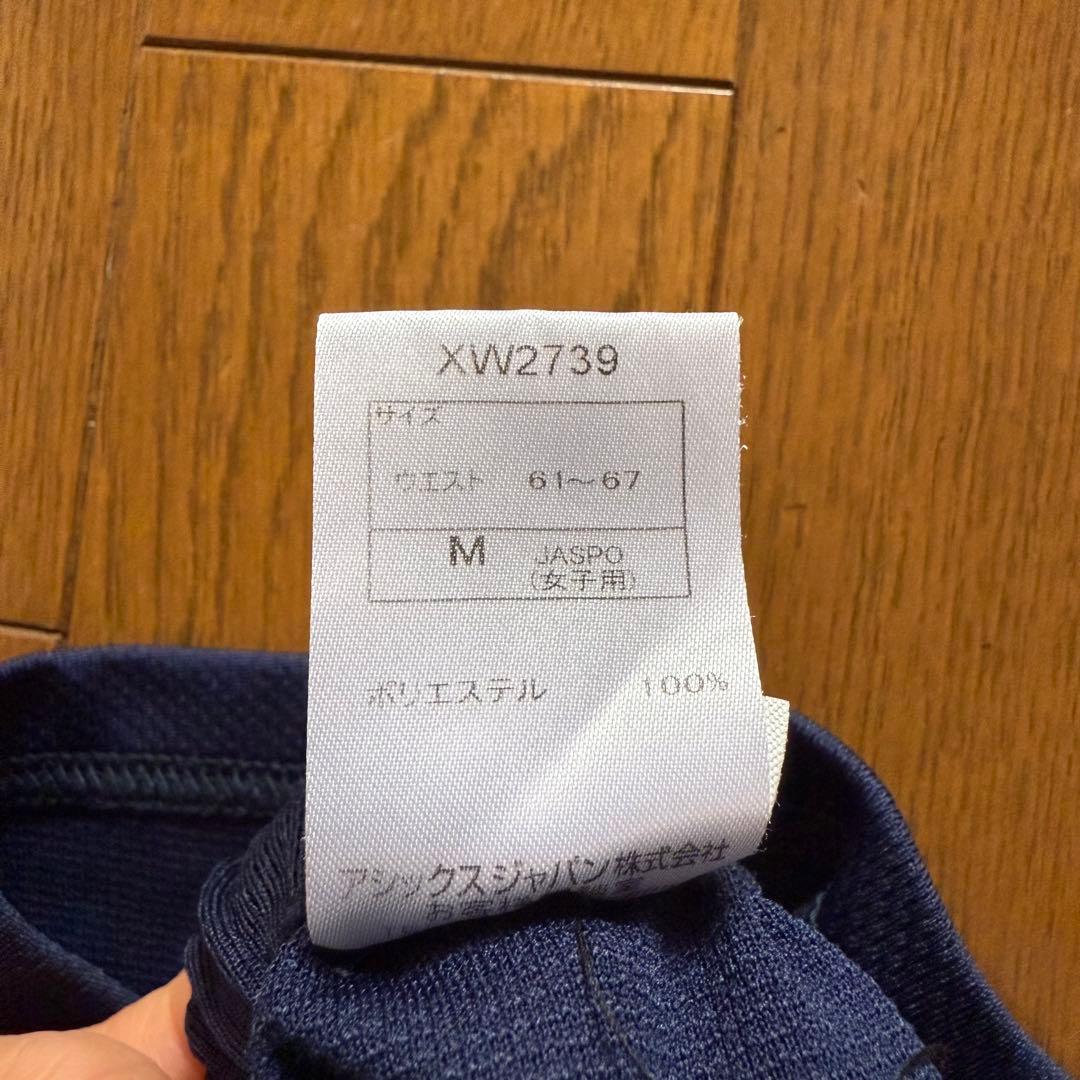 XW2739
サイズ
ウエスト 61～67
M JASPO
(女子用)
ポリエステル 100%
アシックスジャパン株式会社